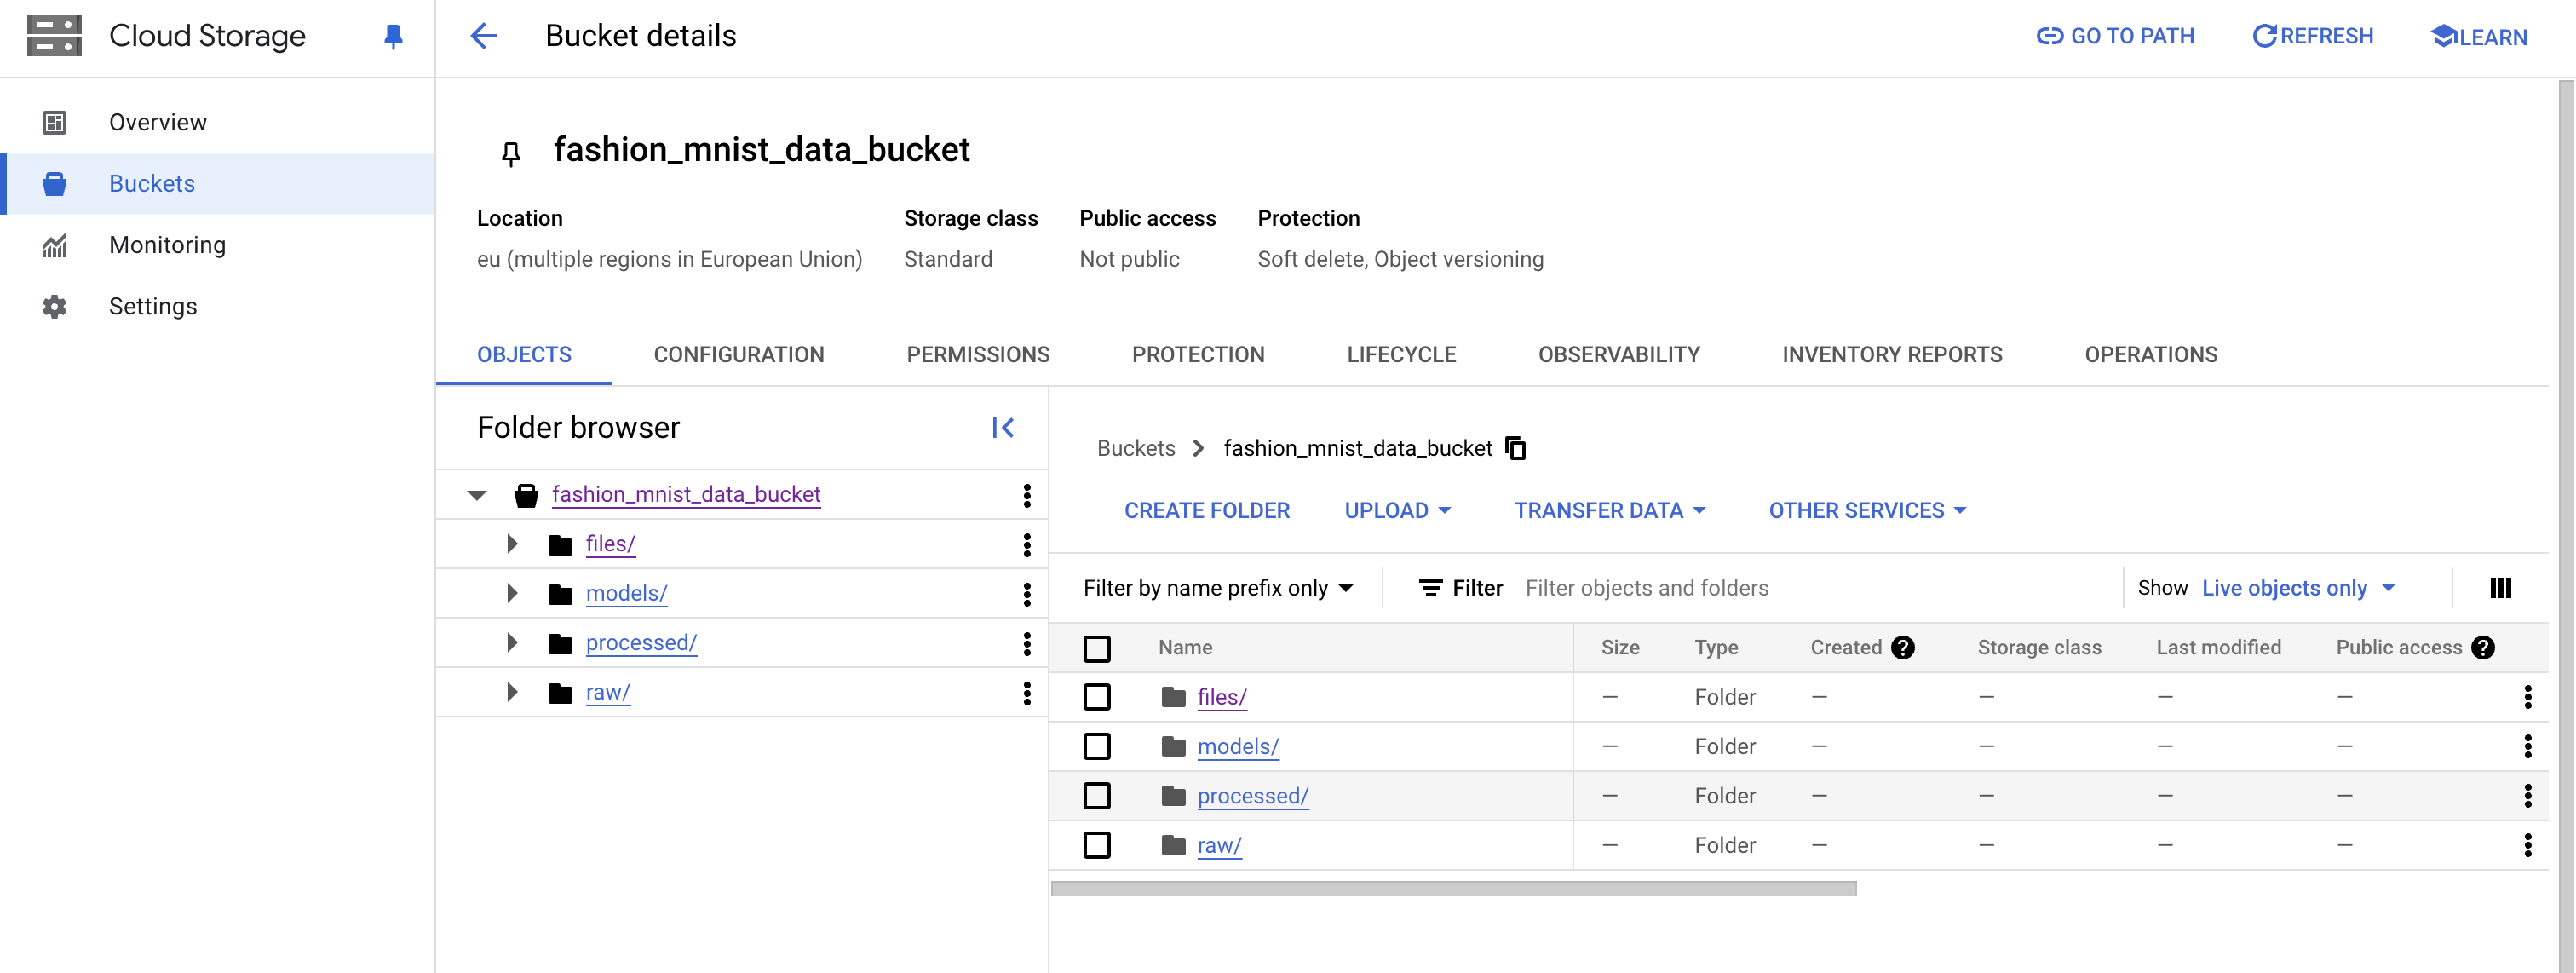 Cloud Storage
Bucket details
GO TO PATH
REFRESH
LEARN
Overview
Buckets
Monitoring
Settings
fashion_mnist_data_bucket
Location Storage class Public access Protection
eu (multiple regions in European Union) Standard Not public Soft delete, Object versioning
OBJECTS CONFIGURATION PERMISSIONS PROTECTION LIFECYCLE OBSERVABILITY INVENTORY REPORTS OPERATIONS
Folder browser
fashion_mnist_data_bucket
files/
models/
processed/
raw/
Buckets > fashion_mnist_data_bucket
CREATE FOLDER UPLOAD TRANSFER DATA OTHER SERVICES
Filter by name prefix only Filter Filter objects and folders Show Live objects only
Name Size Type Created ? Storage class Last modified Public access ?
files/ — Folder — — — —
models/ — Folder — — — —
processed/ — Folder — — — —
raw/ — Folder — — — —